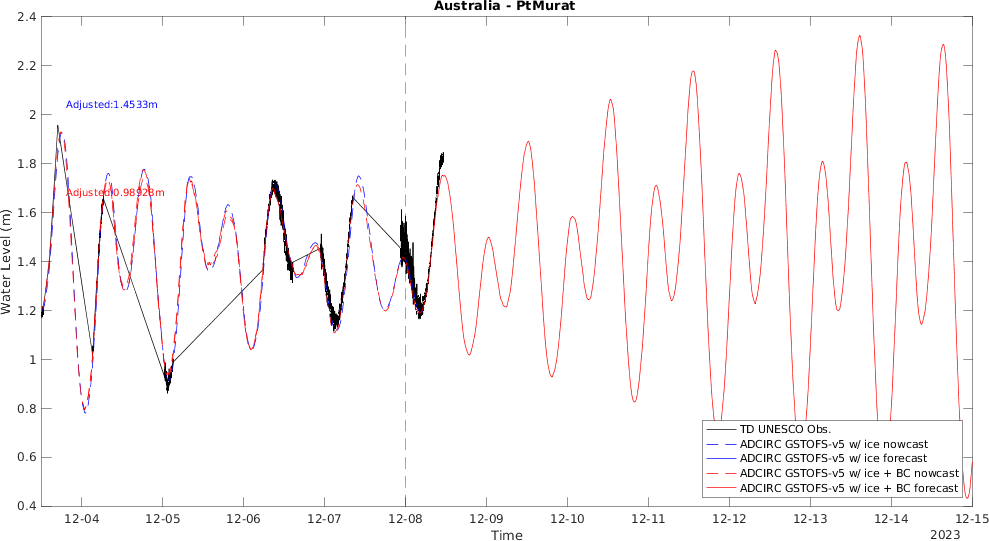 Australia - PtMurat
2.4
2.2
2
1.8
1.6
1.4
1.2
1
0.8
0.6
0.4
Water Level (m)
Adjusted:1.4533m
Adjusted:0.98928m
TD UNESCO Obs.
ADCIRC GSTOFS-v5 w/ ice nowcast
ADCIRC GSTOFS-v5 w/ ice forecast
ADCIRC GSTOFS-v5 w/ ice + BC nowcast
ADCIRC GSTOFS-v5 w/ ice + BC forecast
12-04 12-05 12-06 12-07 12-08 12-09 12-10 12-11 12-12 12-13 12-14 12-15
Time
2023